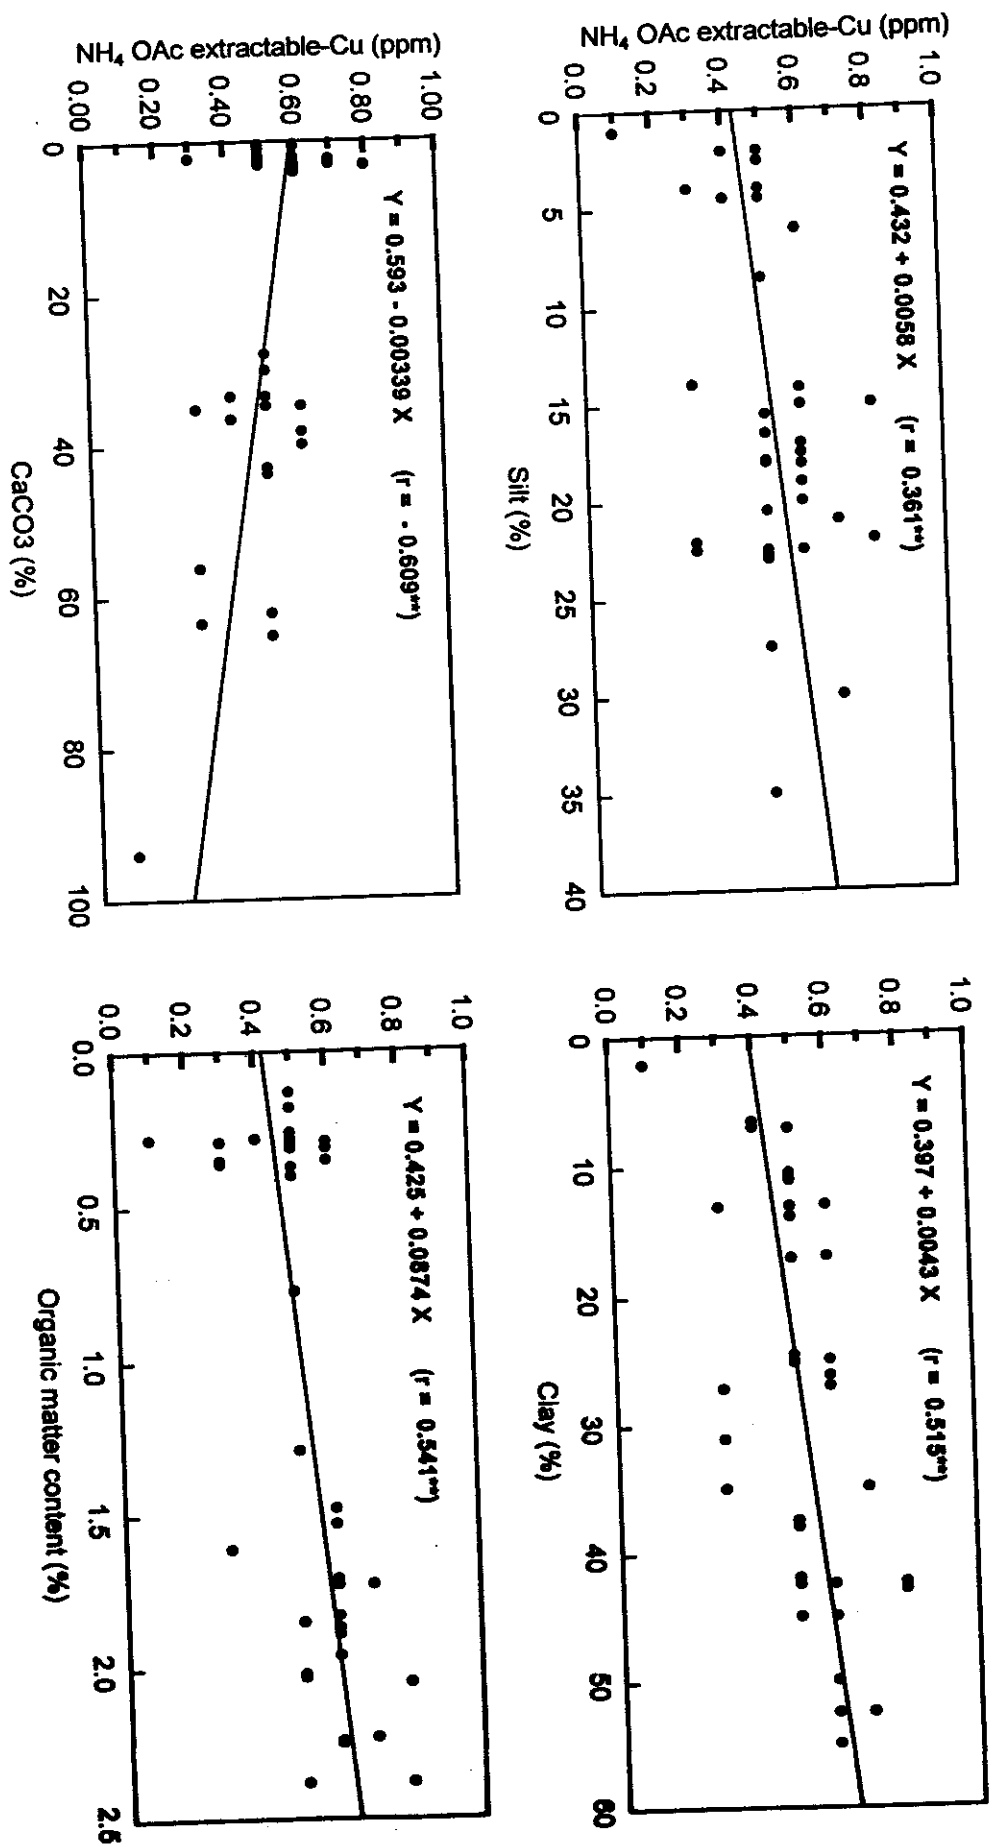 NH₄ OAc extractable-Cu (ppm)
1.0
0.8
0.6
0.4
0.2
0.0
Y = 0.432 + 0.0058 X (r = 0.361**)
0 5 10 15 20 25 30 35 40
Silt (%)
1.0
0.8
0.6
0.4
0.2
0.0
Y = 0.397 + 0.0043 X (r = 0.515**)
0 10 20 30 40 50 60
Clay (%)
NH₄ OAc extractable-Cu (ppm)
1.00
0.80
0.60
0.40
0.20
0.00
Y = 0.593 - 0.00339 X (r = - 0.609**)
0 20 40 60 80 100
CaCO3 (%)
1.0
0.8
0.6
0.4
0.2
0.0
Y = 0.425 + 0.0874 X (r = 0.541**)
0.0 0.5 1.0 1.5 2.0 2.5
Organic matter content (%)